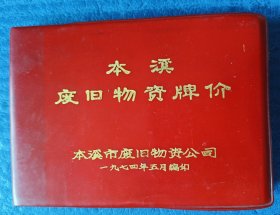 本溪
废旧物资牌价
本溪市废旧物资公司
一九七四年五月编印